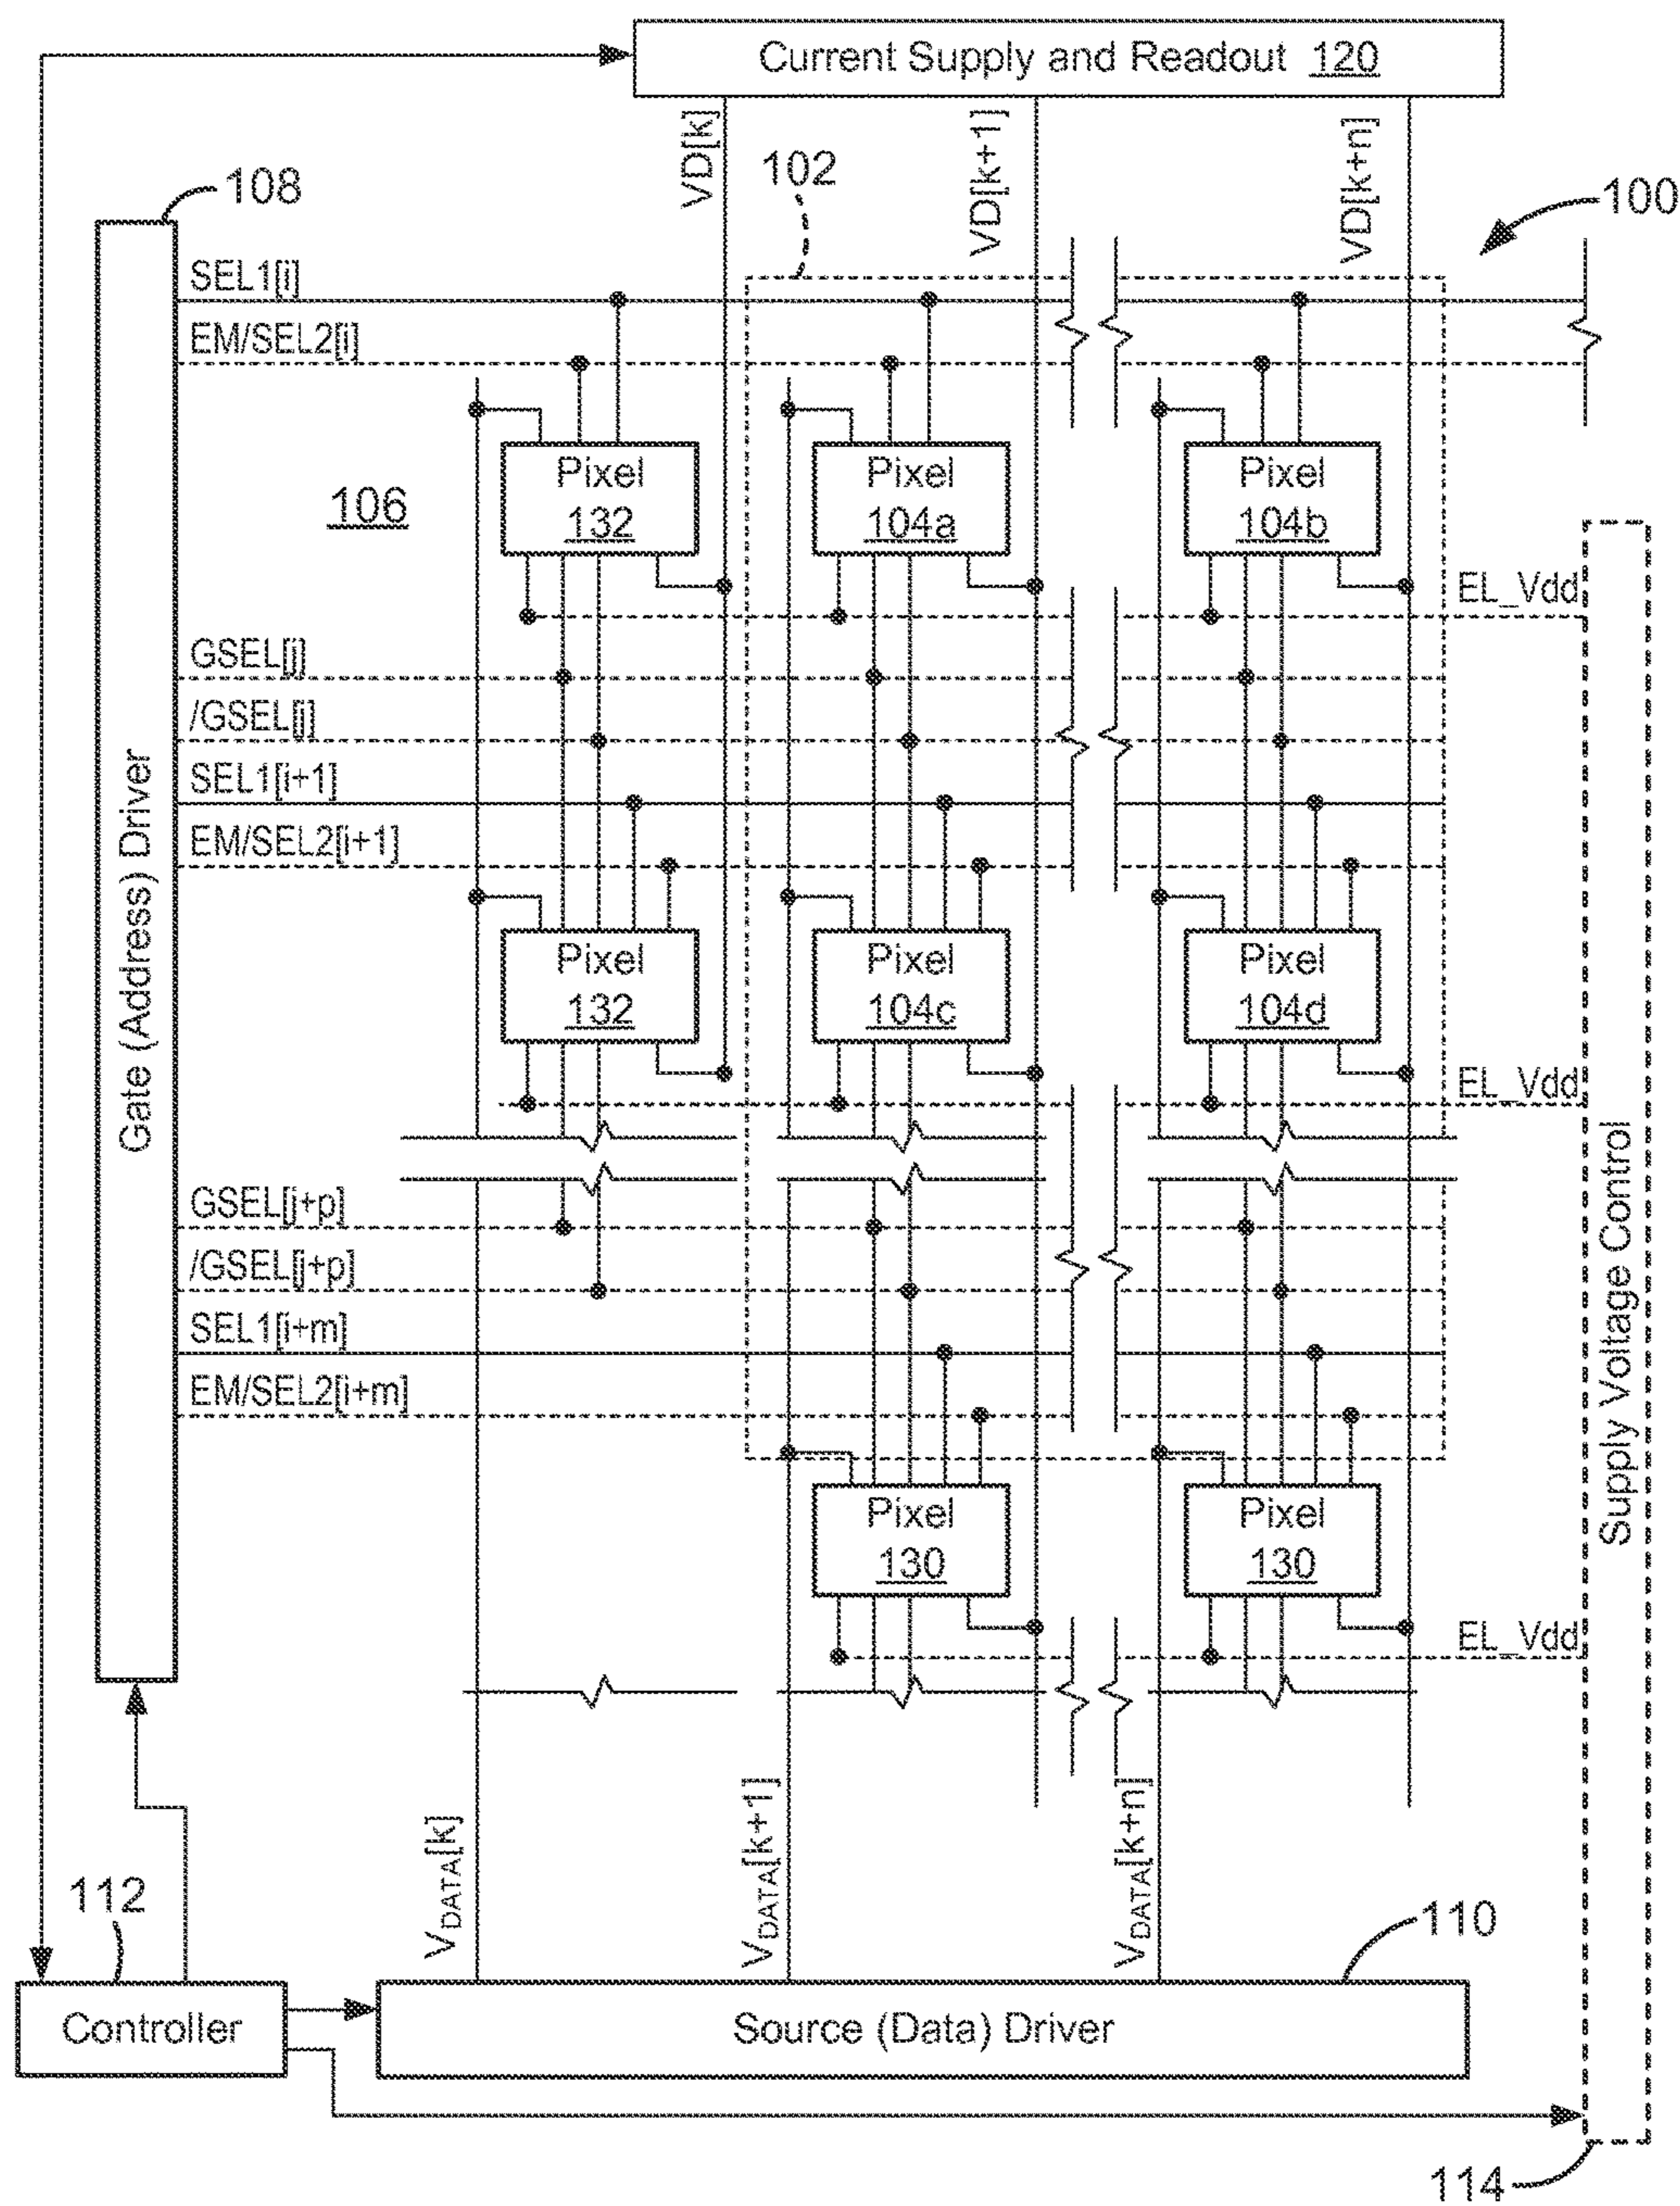 Current Supply and Readout 120
VD[k]
VD[k+1]
VD[k+n]
102
108
100
SEL1[i]
EM/SEL2[i]
106
Pixel
132
Pixel
104a
Pixel
104b
EL_Vdd
GSEL[j]
/GSEL[j]
SEL1[i+1]
EM/SEL2[i+1]
Gate (Address) Driver
Pixel
132
Pixel
104c
Pixel
104d
EL_Vdd
Supply Voltage Control
GSEL[j+p]
/GSEL[j+p]
SEL1[i+m]
EM/SEL2[i+m]
Pixel
130
Pixel
130
EL_Vdd
VDATA[k]
VDATA[k+1]
VDATA[k+n]
112
110
Controller
Source (Data) Driver
114